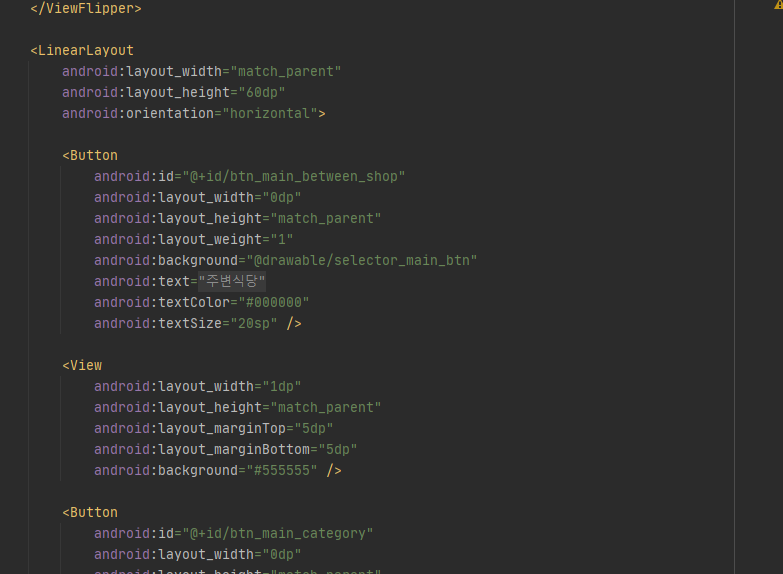 </ViewFlipper>
<LinearLayout
android:layout_width="match_parent"
android:layout_height="60dp"
android:orientation="horizontal">
<Button
android:id="@+id/btn_main_between_shop"
android:layout_width="0dp"
android:layout_height="match_parent"
android:layout_weight="1"
android:background="@drawable/selector_main_btn"
android:text="주변식당"
android:textColor="#000000"
android:textSize="20sp" />
<View
android:layout_width="1dp"
android:layout_height="match_parent"
android:layout_marginTop="5dp"
android:layout_marginBottom="5dp"
android:background="#555555" />
<Button
android:id="@+id/btn_main_category"
android:layout_width="0dp"
android:layout_height="match_parent"